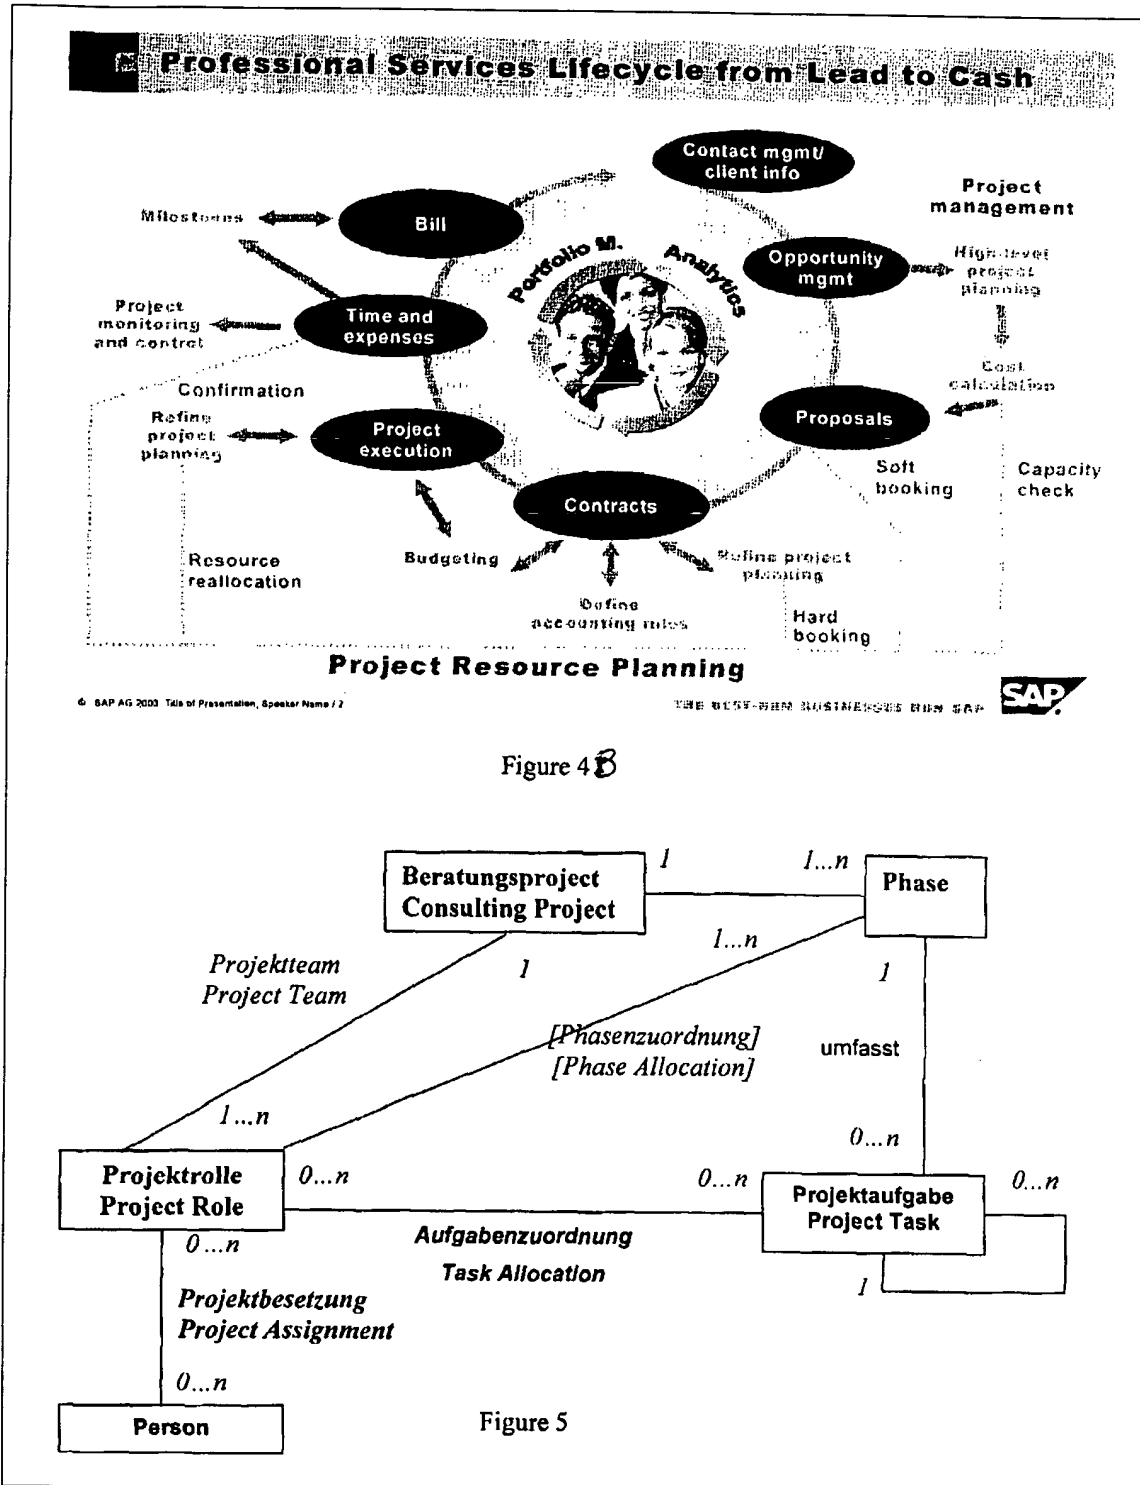 Professional Services Lifecycle from Lead to Cash
Contact mgmt/
client info
Project
management
Milestones
Bill
Portfolio M.
Analytics
Opportunity
mgmt
High-level
project
planning
Project
monitoring
and control
Time and
expenses
Cost
calculation
Confirmation
Refine
project
planning
Project
execution
Proposals
Soft
booking
Capacity
check
Contracts
Budgeting
Refine project
planning
Resource
reallocation
Define
accounting rules
Hard
booking
Project Resource Planning
© SAP AG 2003 Title of Presentation, Speaker Name / 2
THE BEST-RUN BUSINESSES RUN SAP
SAP
Figure 4 B
Beratungsproject
Consulting Project
1
1...n
Phase
Projektteam
Project Team
1
1...n
1
[Phasenzuordnung]
[Phase Allocation]
umfasst
1...n
0...n
Projektrolle
Project Role
0...n
0...n
Projektaufgabe
Project Task
0...n
0...n
Aufgabenzuordnung
Task Allocation
1
Projektbesetzung
Project Assignment
0...n
Person
Figure 5